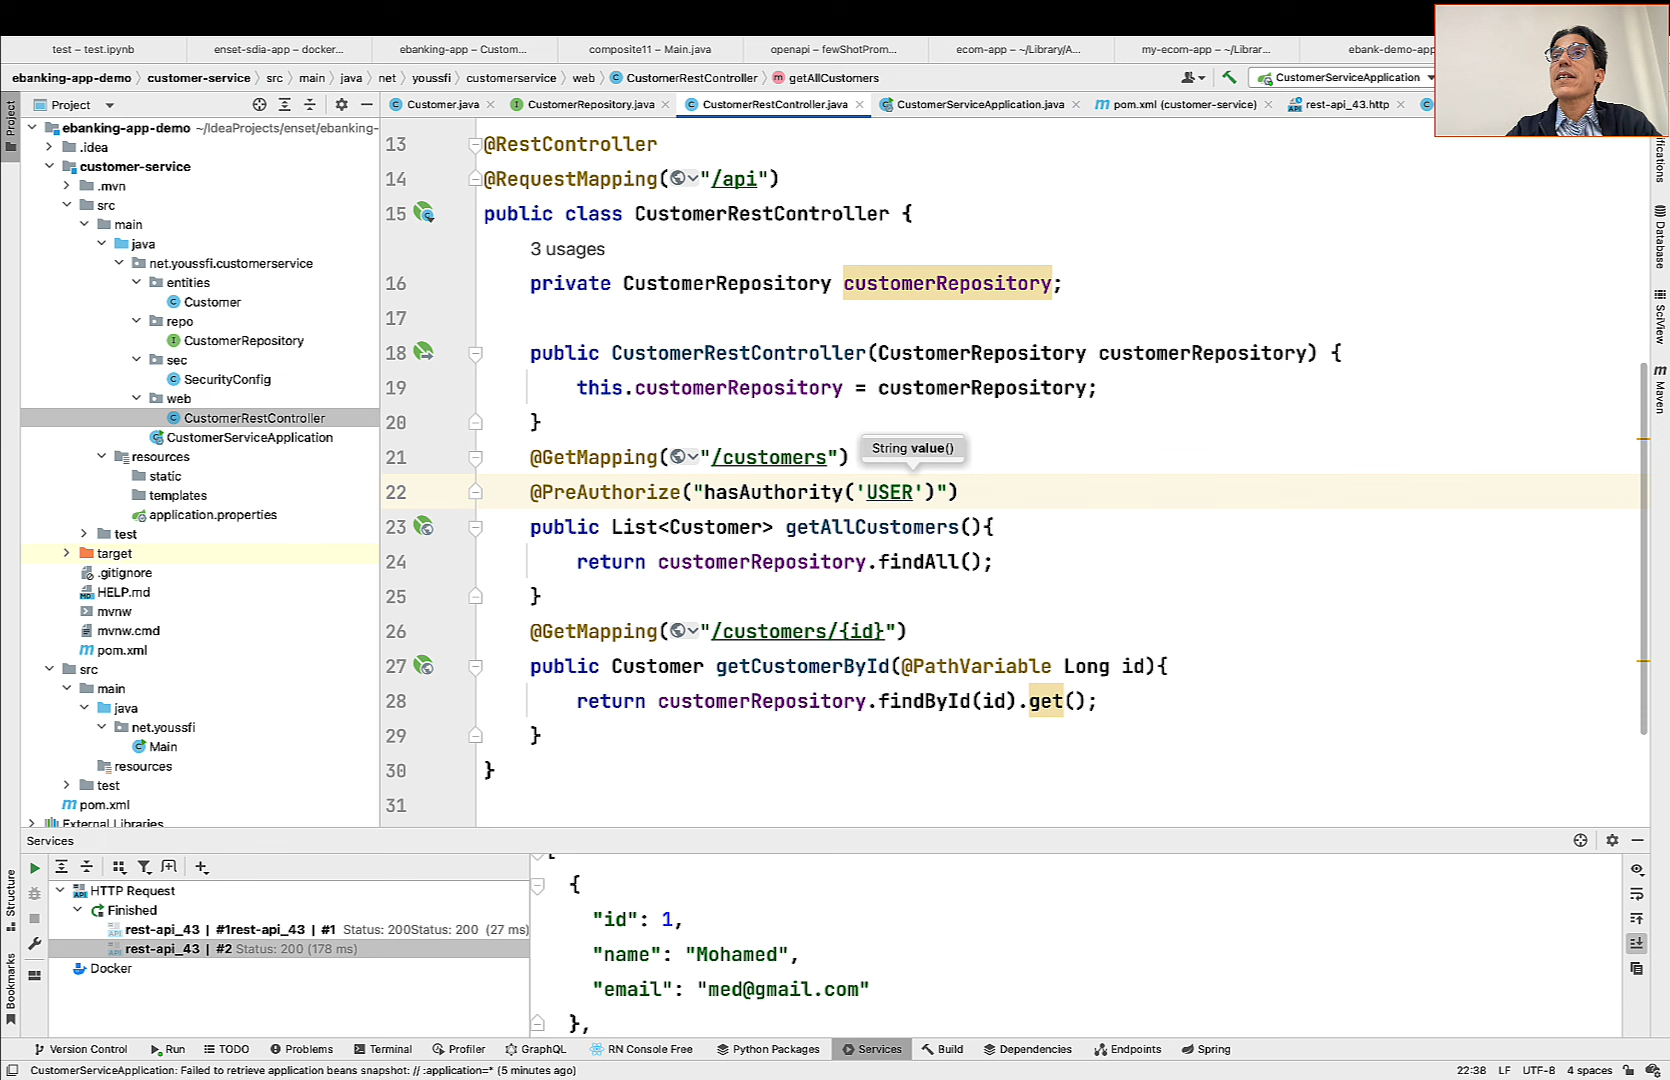 test – test.ipynb
enset-sdia-app – docker...
ebanking-app – Custom...
composite11 – Main.java
openapi – fewShotProm...
ecom-app – ~/Library/A...
my-ecom-app – ~/Librar...
ebank-demo-app
ebanking-app-demo
customer-service
src
main
java
net
youssfi
customerservice
web
CustomerRestController
getAllCustomers
CustomerServiceApplication
Project
Customer.java
CustomerRepository.java
CustomerRestController.java
CustomerServiceApplication.java
pom.xml (customer-service)
rest-api_43.http
Project
ebanking-app-demo ~/IdeaProjects/enset/ebanking-
.idea
customer-service
.mvn
src
main
java
net.youssfi.customerservice
entities
Customer
repo
CustomerRepository
sec
SecurityConfig
web
CustomerRestController
CustomerServiceApplication
resources
static
templates
application.properties
test
target
.gitignore
HELP.md
mvnw
mvnw.cmd
pom.xml
src
main
java
net.youssfi
Main
resources
test
pom.xml
External Libraries
13 @RestController
14 @RequestMapping("/api")
15 public class CustomerRestController {
3 usages
16 private CustomerRepository customerRepository;
17
18 public CustomerRestController(CustomerRepository customerRepository) {
19 this.customerRepository = customerRepository;
20 }
21 @GetMapping("/customers")
String value()
22 @PreAuthorize("hasAuthority('USER')")
23 public List<Customer> getAllCustomers(){
24 return customerRepository.findAll();
25 }
26 @GetMapping("/customers/{id}")
27 public Customer getCustomerById(@PathVariable Long id){
28 return customerRepository.findById(id).get();
29 }
30 }
31
Database
SciView
Maven
Structure
Bookmarks
Services
HTTP Request
Finished
rest-api_43 | #1rest-api_43 | #1 Status: 200Status: 200 (27 ms)
rest-api_43 | #2 Status: 200 (178 ms)
Docker
{
"id": 1,
"name": "Mohamed",
"email": "med@gmail.com"
},
Version Control
Run
TODO
Problems
Terminal
Profiler
GraphQL
RN Console Free
Python Packages
Services
Build
Dependencies
Endpoints
Spring
CustomerServiceApplication: Failed to retrieve application beans snapshot: // :application=* (5 minutes ago)
22:38 LF UTF-8 4 spaces